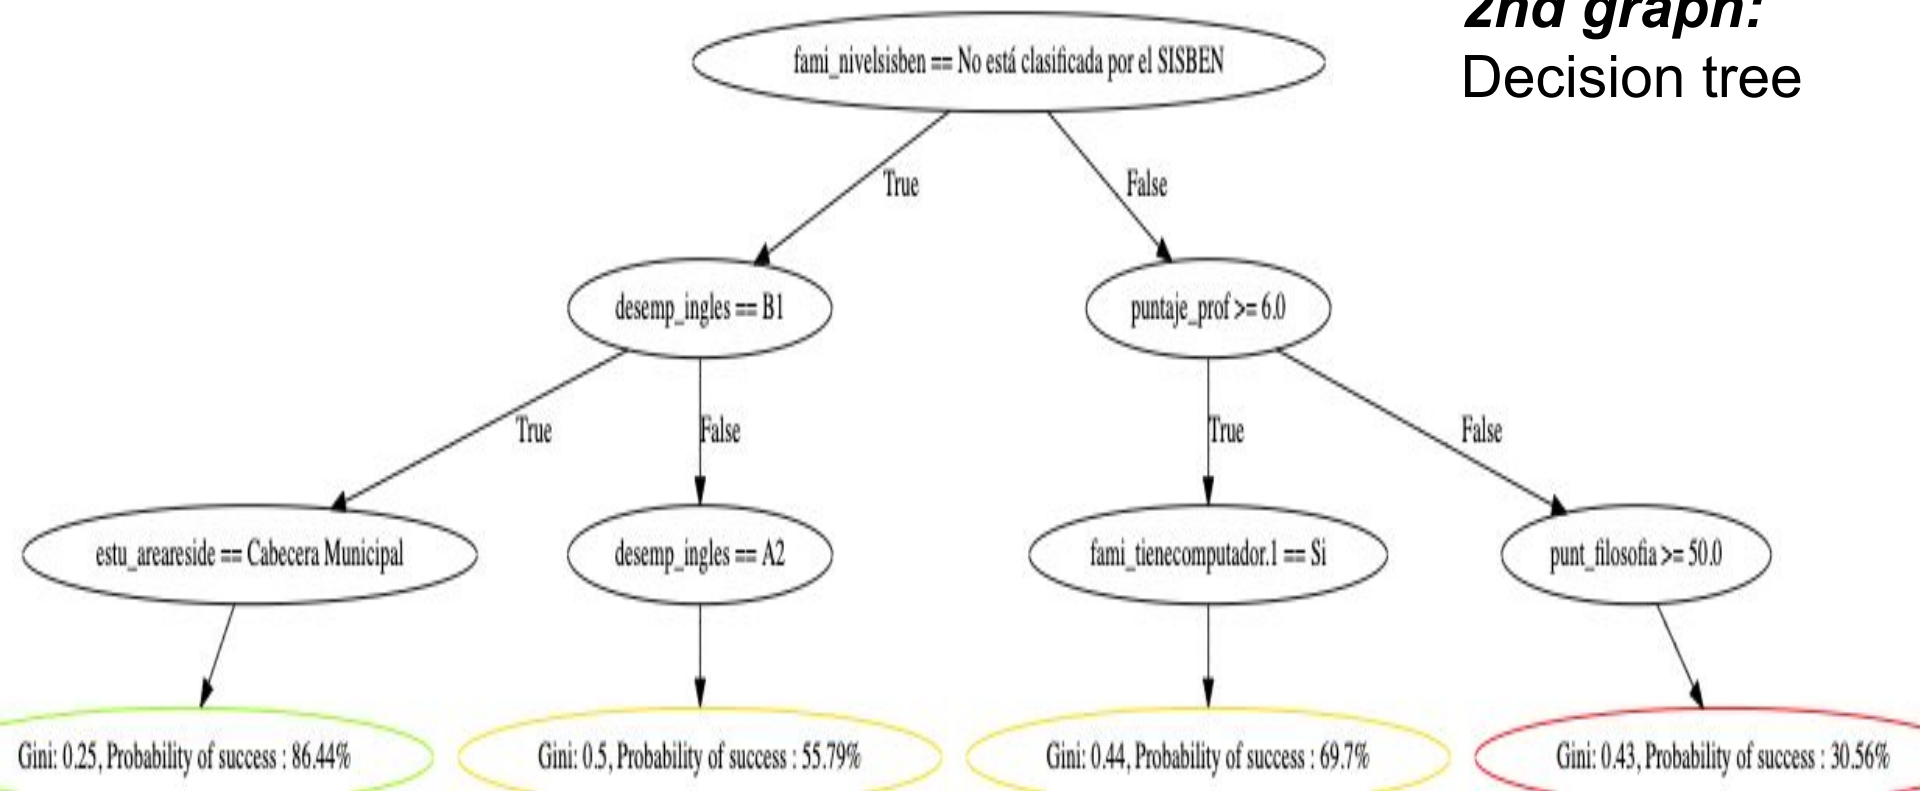 2nd graph:
Decision tree
fami_nivelsisben == No está clasificada por el SISBEN
True
False
desemp_ingles == B1
puntaje_prof >= 6.0
True
False
True
False
estu_areareside == Cabecera Municipal
desemp_ingles == A2
fami_tienecomputador.1 == Si
punt_filosofia >= 50.0
Gini: 0.25, Probability of success : 86.44%
Gini: 0.5, Probability of success : 55.79%
Gini: 0.44, Probability of success : 69.7%
Gini: 0.43, Probability of success : 30.56%